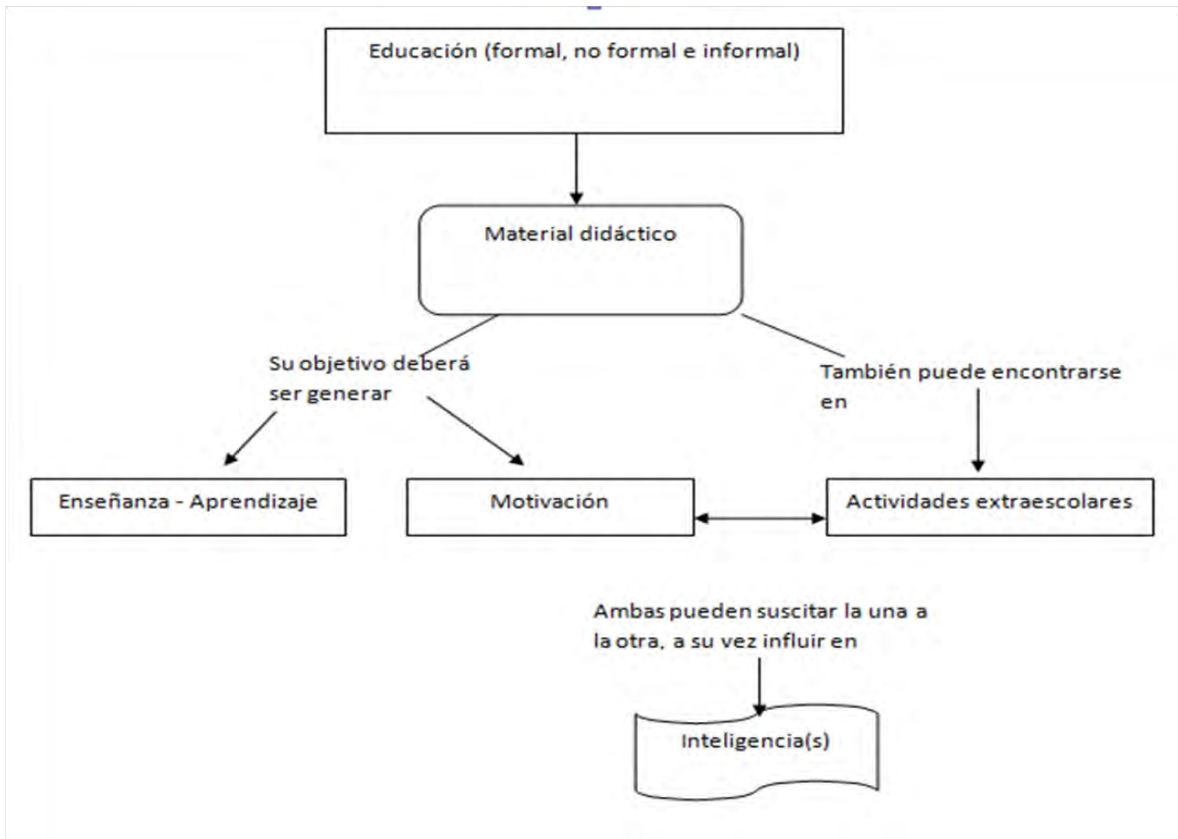 Educación (formal, no formal e informal)
Material didáctico
Su objetivo deberá
ser generar
También puede encontrarse
en
Enseñanza - Aprendizaje
Motivación
Actividades extraescolares
Ambas pueden suscitar la una a
la otra, a su vez influir en
Inteligencia(s)